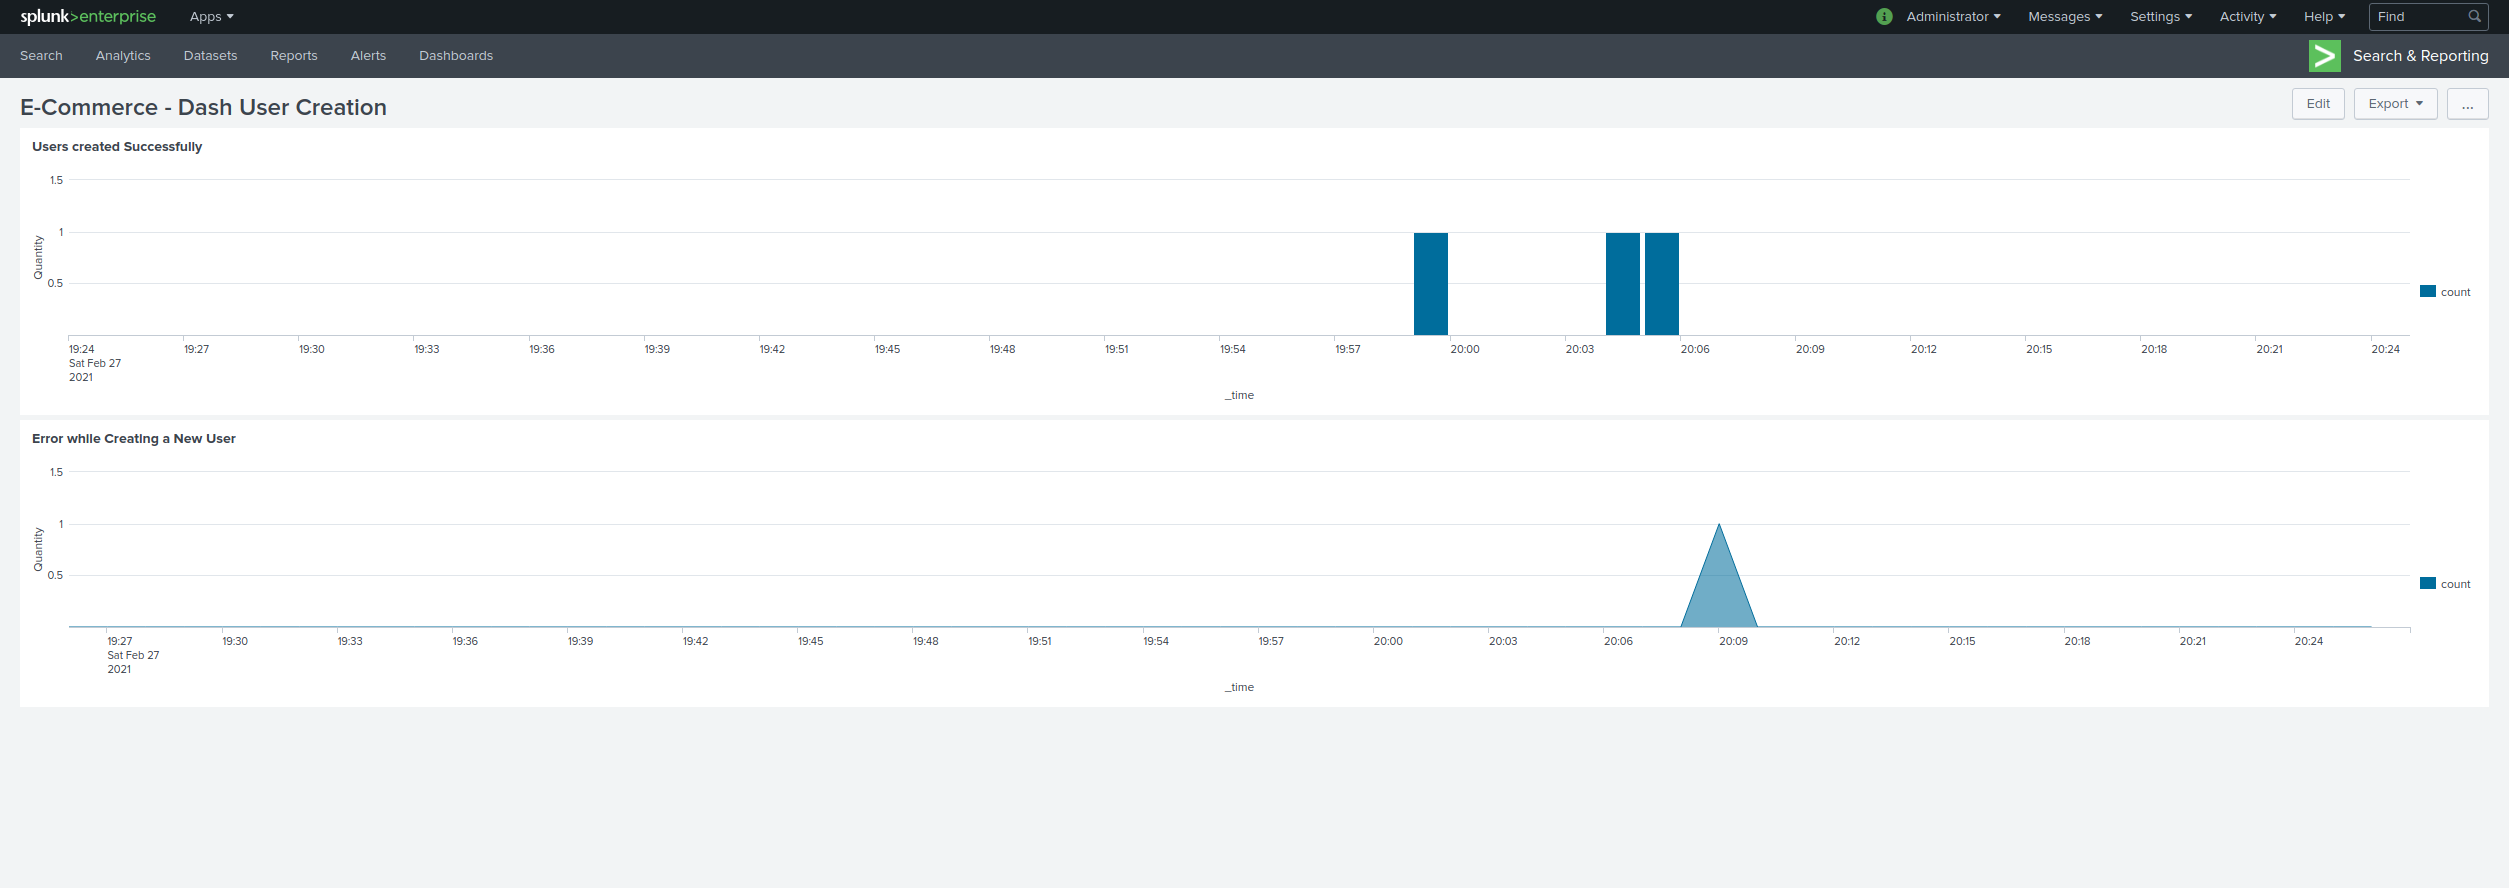 splunk>enterprise Apps Administrator Messages Settings Activity Help Find
Search Analytics Datasets Reports Alerts Dashboards Search & Reporting
E-Commerce - Dash User Creation Edit Export ...
Users created Successfully
1.5
1
0.5
Quantity
count
19:24 19:27 19:30 19:33 19:36 19:39 19:42 19:45 19:48 19:51 19:54 19:57 20:00 20:03 20:06 20:09 20:12 20:15 20:18 20:21 20:24
Sat Feb 27
2021
_time
Error while Creating a New User
1.5
1
0.5
Quantity
count
19:27 19:30 19:33 19:36 19:39 19:42 19:45 19:48 19:51 19:54 19:57 20:00 20:03 20:06 20:09 20:12 20:15 20:18 20:21 20:24
Sat Feb 27
2021
_time